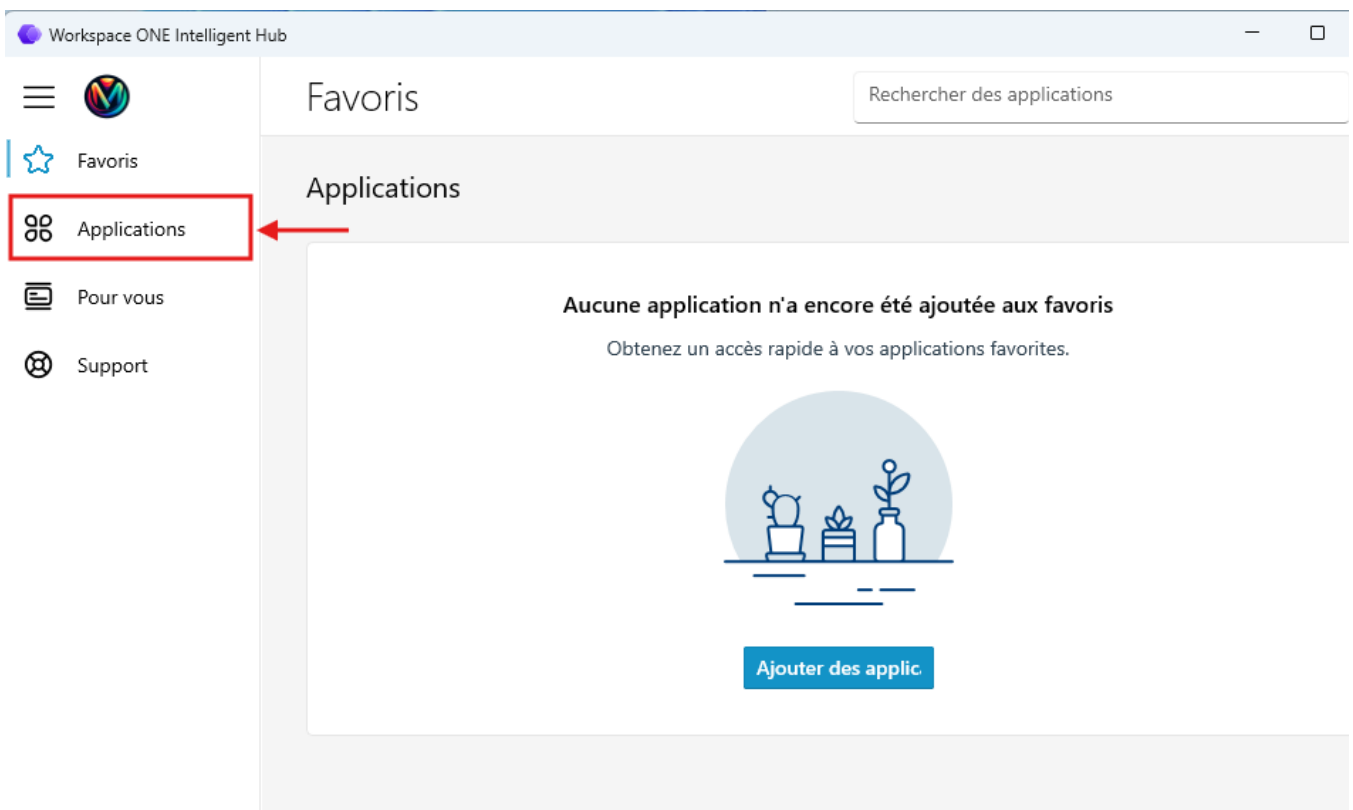 Workspace ONE Intelligent Hub
Favoris
Rechercher des applications
Favoris
Applications
Pour vous
Support
Applications
Aucune application n'a encore été ajoutée aux favoris
Obtenez un accès rapide à vos applications favorites.
Ajouter des applic